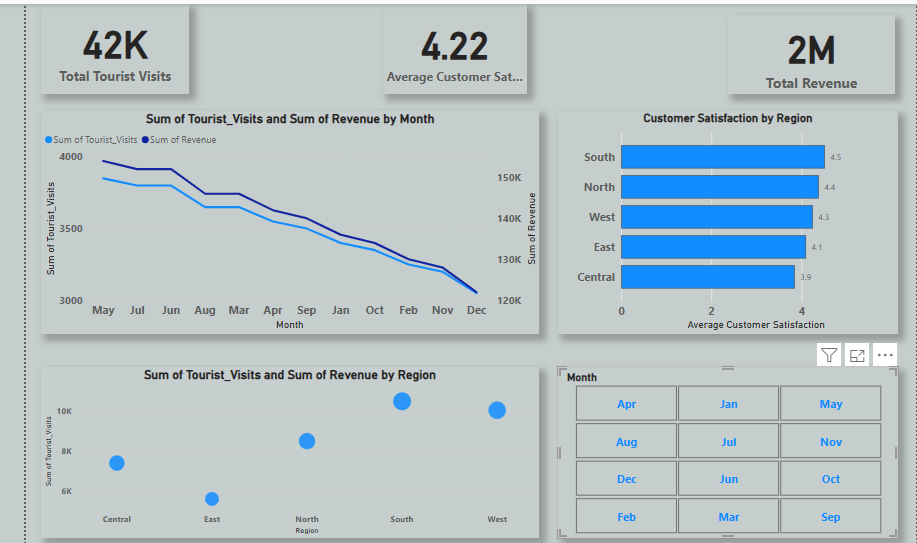 42K
Total Tourist Visits
4.22
Average Customer Sat...
2M
Total Revenue
Sum of Tourist_Visits and Sum of Revenue by Month
Sum of Tourist_Visits Sum of Revenue
Sum of Tourist_Visits
4000
3500
3000
150K
140K
130K
120K
Sum of Revenue
May Jul Jun Aug Mar Apr Sep Jan Oct Feb Nov Dec
Month
Customer Satisfaction by Region
South 4.5
North 4.4
West 4.3
East 4.1
Central 3.9
0 2 4
Average Customer Satisfaction
Sum of Tourist_Visits and Sum of Revenue by Region
Sum of Tourist_Visits
10K
8K
6K
Central East North South West
Region
Month
Apr Jan May
Aug Jul Nov
Dec Jun Oct
Feb Mar Sep